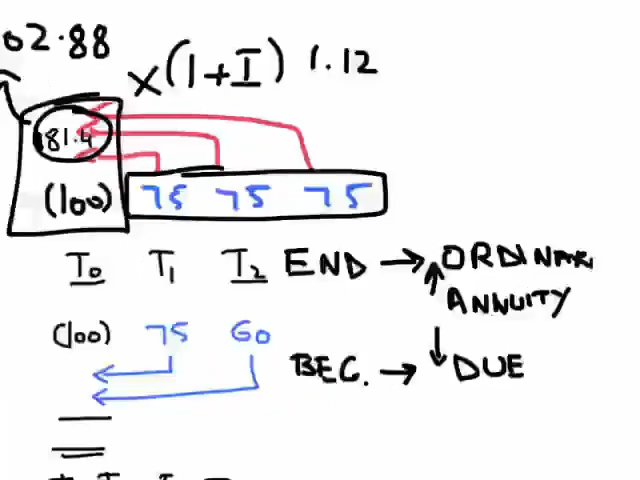 02.88
×(1+I) 1.12
181.4
(100) 75 75 75
T0 T1 T2 END → ORDINAR
ANNUITY
(100) 75 60
BEG. → DUE